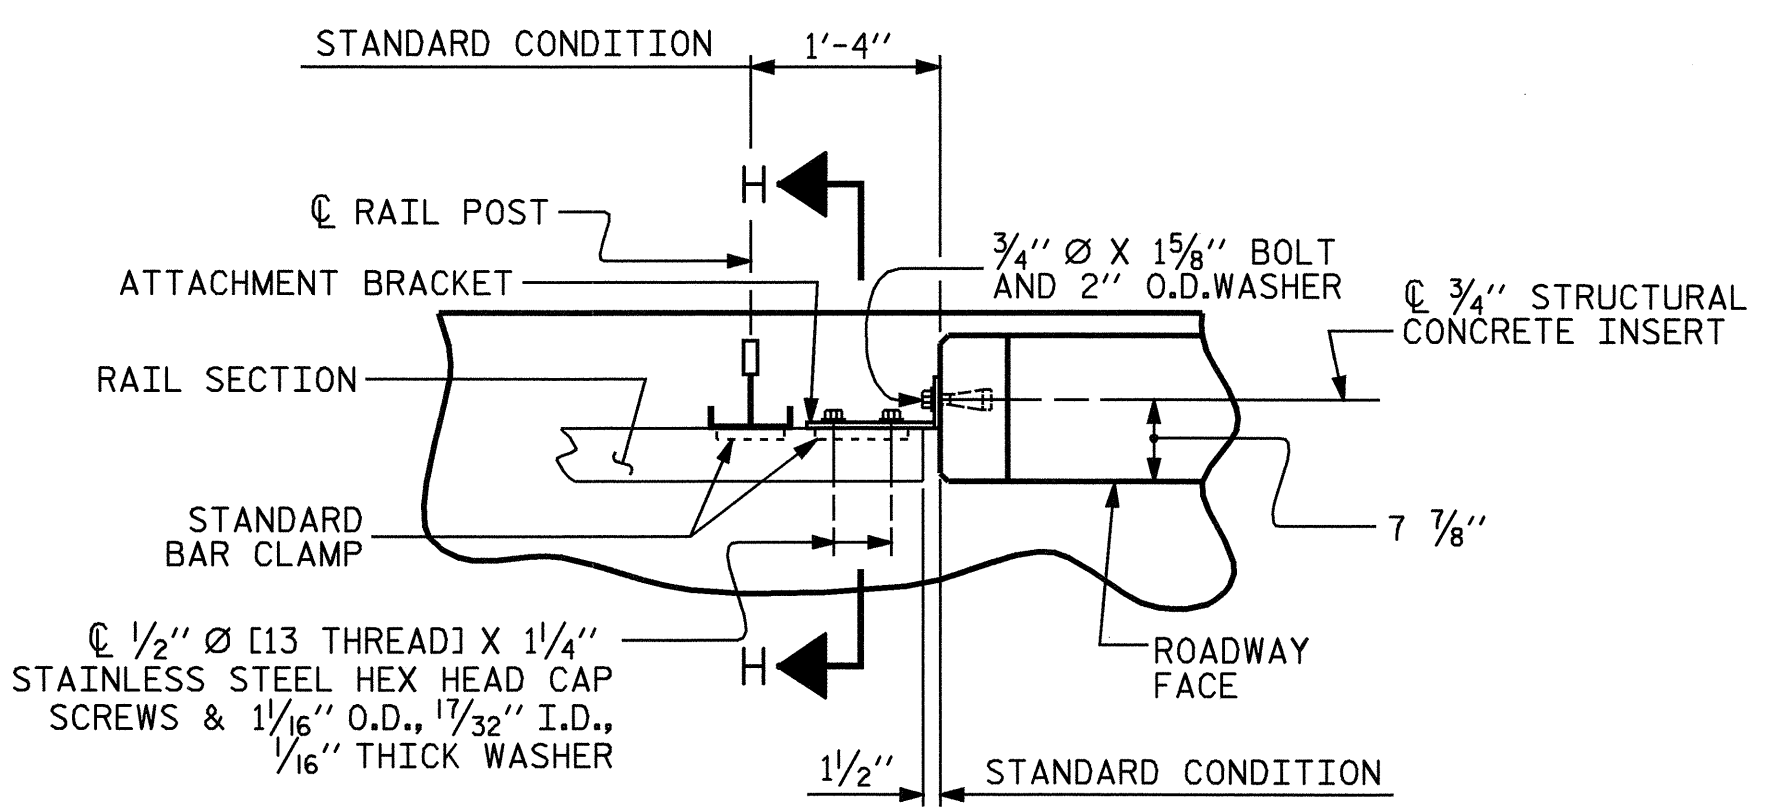 STANDARD CONDITION
1'-4"
H
℄ RAIL POST
ATTACHMENT BRACKET
3/4" Ø X 1 5/8" BOLT
AND 2" O.D.WASHER
℄ 3/4" STRUCTURAL
CONCRETE INSERT
RAIL SECTION
STANDARD
BAR CLAMP
7 7/8"
℄ 1/2" Ø [13 THREAD] X 1 1/4"
STAINLESS STEEL HEX HEAD CAP
SCREWS & 1 1/16" O.D., 17/32" I.D.,
1/16" THICK WASHER
H
ROADWAY
FACE
1 1/2"
STANDARD CONDITION